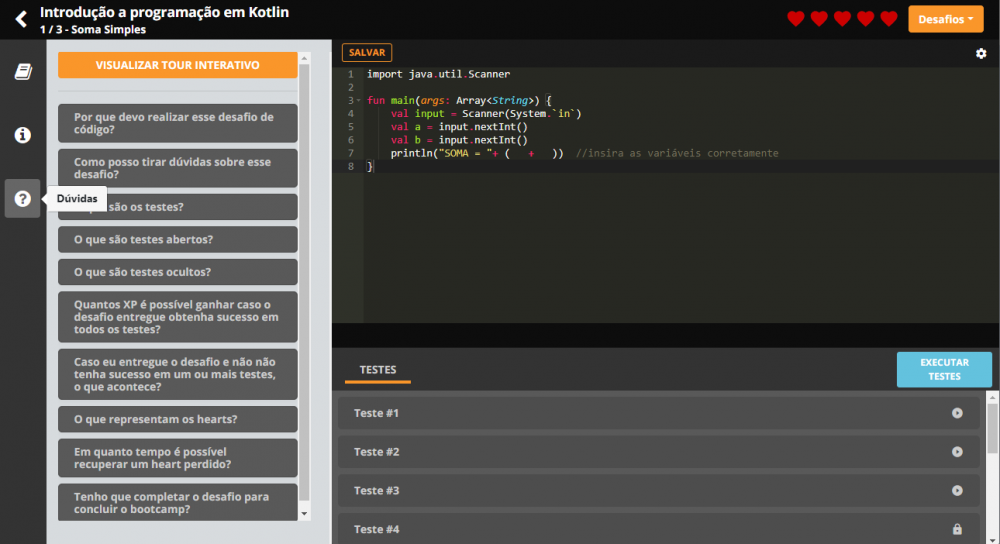 Introdução a programação em Kotlin
1 / 3 - Soma Simples
Desafios
VISUALIZAR TOUR INTERATIVO
Por que devo realizar esse desafio de
código?
Como posso tirar dúvidas sobre esse
desafio?
Dúvidas
são os testes?
O que são testes abertos?
O que são testes ocultos?
Quantos XP é possível ganhar caso o
desafio entregue obtenha sucesso em
todos os testes?
Caso eu entregue o desafio e não não
tenha sucesso em um ou mais testes,
o que acontece?
O que representam os hearts?
Em quanto tempo é possível
recuperar um heart perdido?
Tenho que completar o desafio para
concluir o bootcamp?
SALVAR
1 import java.util.Scanner
2
3 fun main(args: Array<String>) {
4     val input = Scanner(System.`in`)
5     val a = input.nextInt()
6     val b = input.nextInt()
7     println("SOMA = "+ (   +   ))  //insira as variáveis corretamente
8 }
TESTES
EXECUTAR
TESTES
Teste #1
Teste #2
Teste #3
Teste #4